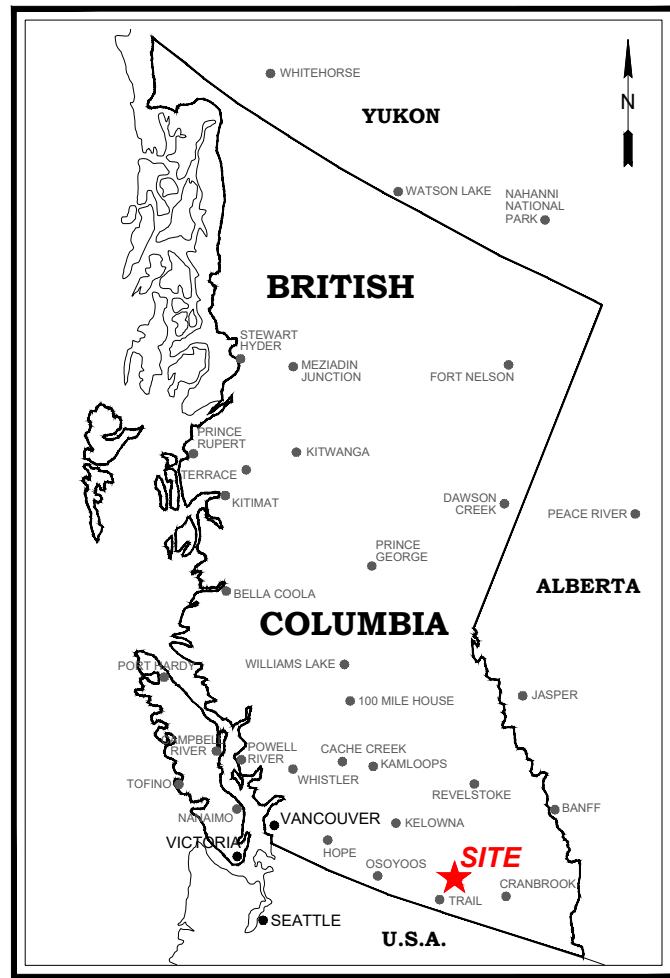 WHITEHORSE
YUKON
N
WATSON LAKE
NAHANNI
NATIONAL
PARK
BRITISH
STEWART
HYDER
MEZIADIN
JUNCTION
FORT NELSON
PRINCE
RUPERT
KITWANGA
TERRACE
KITIMAT
DAWSON
CREEK
PEACE RIVER
PRINCE
GEORGE
BELLA COOLA
ALBERTA
COLUMBIA
PORT HARDY
WILLIAMS LAKE
JASPER
100 MILE HOUSE
CAMPBELL
RIVER
POWELL
RIVER
CACHE CREEK
KAMLOOPS
WHISTLER
TOFINO
REVELSTOKE
BANFF
NANAIMO
VANCOUVER
KELOWNA
VICTORIA
HOPE
OSOYOOS
SITE
CRANBROOK
TRAIL
SEATTLE
U.S.A.